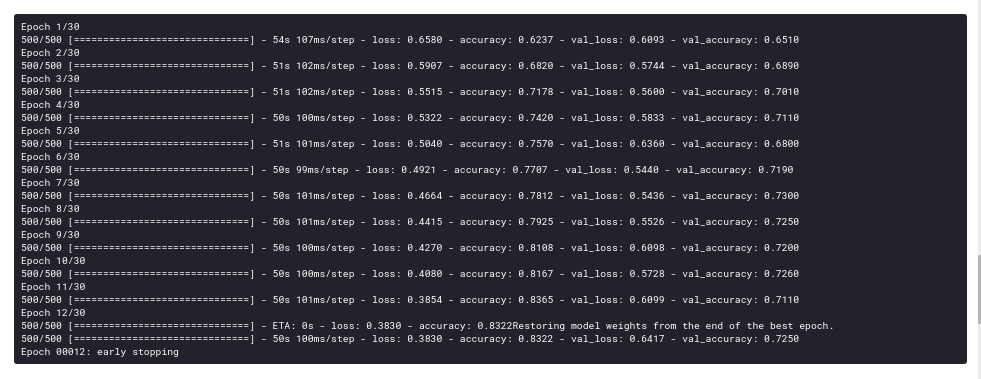 Epoch 1/30
500/500 [==============================] - 54s 107ms/step - loss: 0.6580 - accuracy: 0.6237 - val_loss: 0.6093 - val_accuracy: 0.6510
Epoch 2/30
500/500 [==============================] - 51s 102ms/step - loss: 0.5907 - accuracy: 0.6820 - val_loss: 0.5744 - val_accuracy: 0.6890
Epoch 3/30
500/500 [==============================] - 51s 102ms/step - loss: 0.5515 - accuracy: 0.7178 - val_loss: 0.5600 - val_accuracy: 0.7010
Epoch 4/30
500/500 [==============================] - 50s 100ms/step - loss: 0.5322 - accuracy: 0.7420 - val_loss: 0.5833 - val_accuracy: 0.7110
Epoch 5/30
500/500 [==============================] - 51s 101ms/step - loss: 0.5040 - accuracy: 0.7570 - val_loss: 0.6360 - val_accuracy: 0.6800
Epoch 6/30
500/500 [==============================] - 50s 99ms/step - loss: 0.4921 - accuracy: 0.7707 - val_loss: 0.5440 - val_accuracy: 0.7190
Epoch 7/30
500/500 [==============================] - 50s 101ms/step - loss: 0.4664 - accuracy: 0.7812 - val_loss: 0.5436 - val_accuracy: 0.7300
Epoch 8/30
500/500 [==============================] - 50s 101ms/step - loss: 0.4415 - accuracy: 0.7925 - val_loss: 0.5526 - val_accuracy: 0.7250
Epoch 9/30
500/500 [==============================] - 50s 100ms/step - loss: 0.4270 - accuracy: 0.8108 - val_loss: 0.6098 - val_accuracy: 0.7200
Epoch 10/30
500/500 [==============================] - 50s 100ms/step - loss: 0.4080 - accuracy: 0.8167 - val_loss: 0.5728 - val_accuracy: 0.7260
Epoch 11/30
500/500 [==============================] - 50s 101ms/step - loss: 0.3854 - accuracy: 0.8365 - val_loss: 0.6099 - val_accuracy: 0.7110
Epoch 12/30
500/500 [==============================] - ETA: 0s - loss: 0.3830 - accuracy: 0.8322Restoring model weights from the end of the best epoch.
500/500 [==============================] - 50s 100ms/step - loss: 0.3830 - accuracy: 0.8322 - val_loss: 0.6417 - val_accuracy: 0.7250
Epoch 00012: early stopping